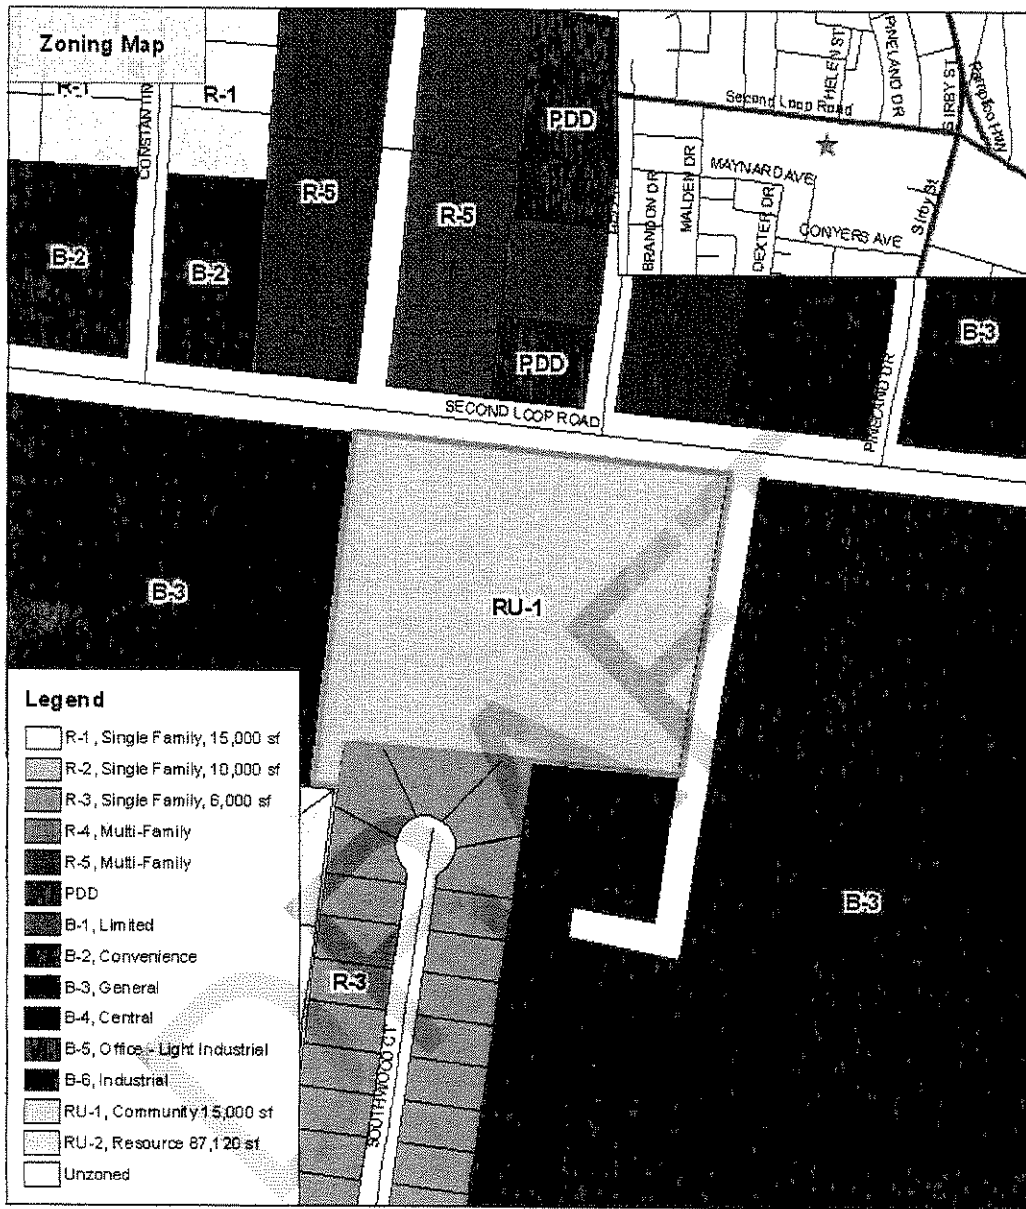 Zoning Map
R-1
R-1
CONSTANTIN
R-5
R-5
PDD
B-2
B-2
PDD
B-3
SECOND LOOP ROAD
PINELAND DR
Second Loop Road
HELEN ST
PINELAND DR
S IRBY ST
Pamplico Hwy
MAYNARD AVE
BRANDON DR
MALDEN DR
DEXTER DR
CONYERS AVE
S Irby St
B-3
RU-1
B-3
R-3
SOUTHWOOD CT
Legend
R-1, Single Family, 15,000 sf
R-2, Single Family, 10,000 sf
R-3, Single Family, 6,000 sf
R-4, Multi-Family
R-5, Multi-Family
PDD
B-1, Limited
B-2, Convenience
B-3, General
B-4, Central
B-5, Office - Light Industrial
B-6, Industrial
RU-1, Community 15,000 sf
RU-2, Resource 87,120 sf
Unzoned